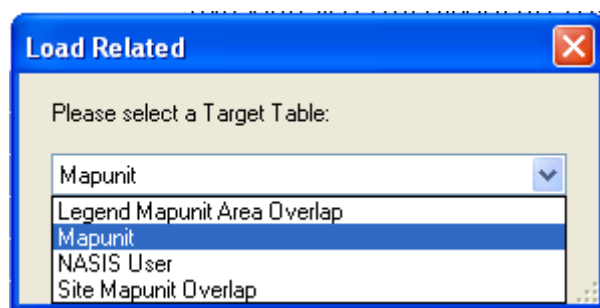 Load Related
Please select a Target Table:
Mapunit
Legend Mapunit Area Overlap
Mapunit
NASIS User
Site Mapunit Overlap